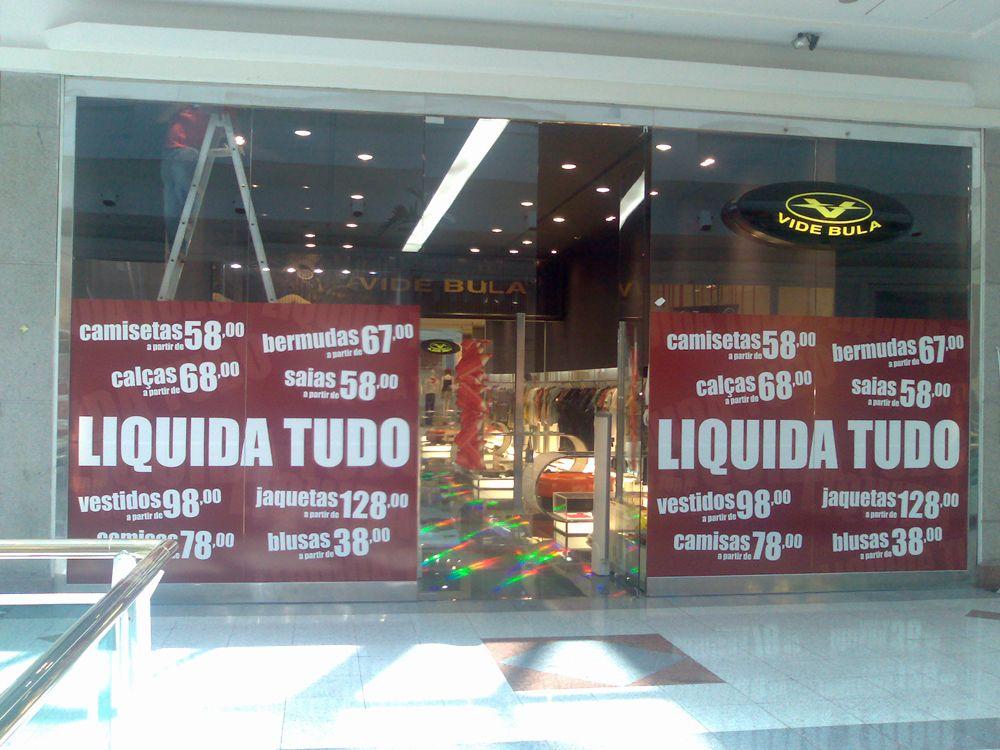 VIDE BULA
VIDE BULA
V
camisetas 58,00
a partir de
bermudas 67,00
a partir de
calças 68,00
a partir de
saias 58,00
a partir de
LIQUIDA TUDO
vestidos 98,00
a partir de
jaquetas 128,00
a partir de
camisas 78,00
blusas 38,00
a partir de
camisetas 58,00
a partir de
bermudas 67,00
a partir de
calças 68,00
a partir de
saias 58,00
a partir de
LIQUIDA TUDO
vestidos 98,00
a partir de
jaquetas 128,00
a partir de
camisas 78,00
a partir de
blusas 38,00
a partir de